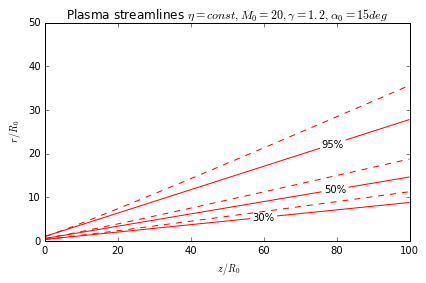 Plasma streamlines η = const, M₀ = 20, γ = 1.2, α₀ = 15deg
50
40
30
20
10
0
r/R₀
95%
50%
30%
0 20 40 60 80 100
z/R₀